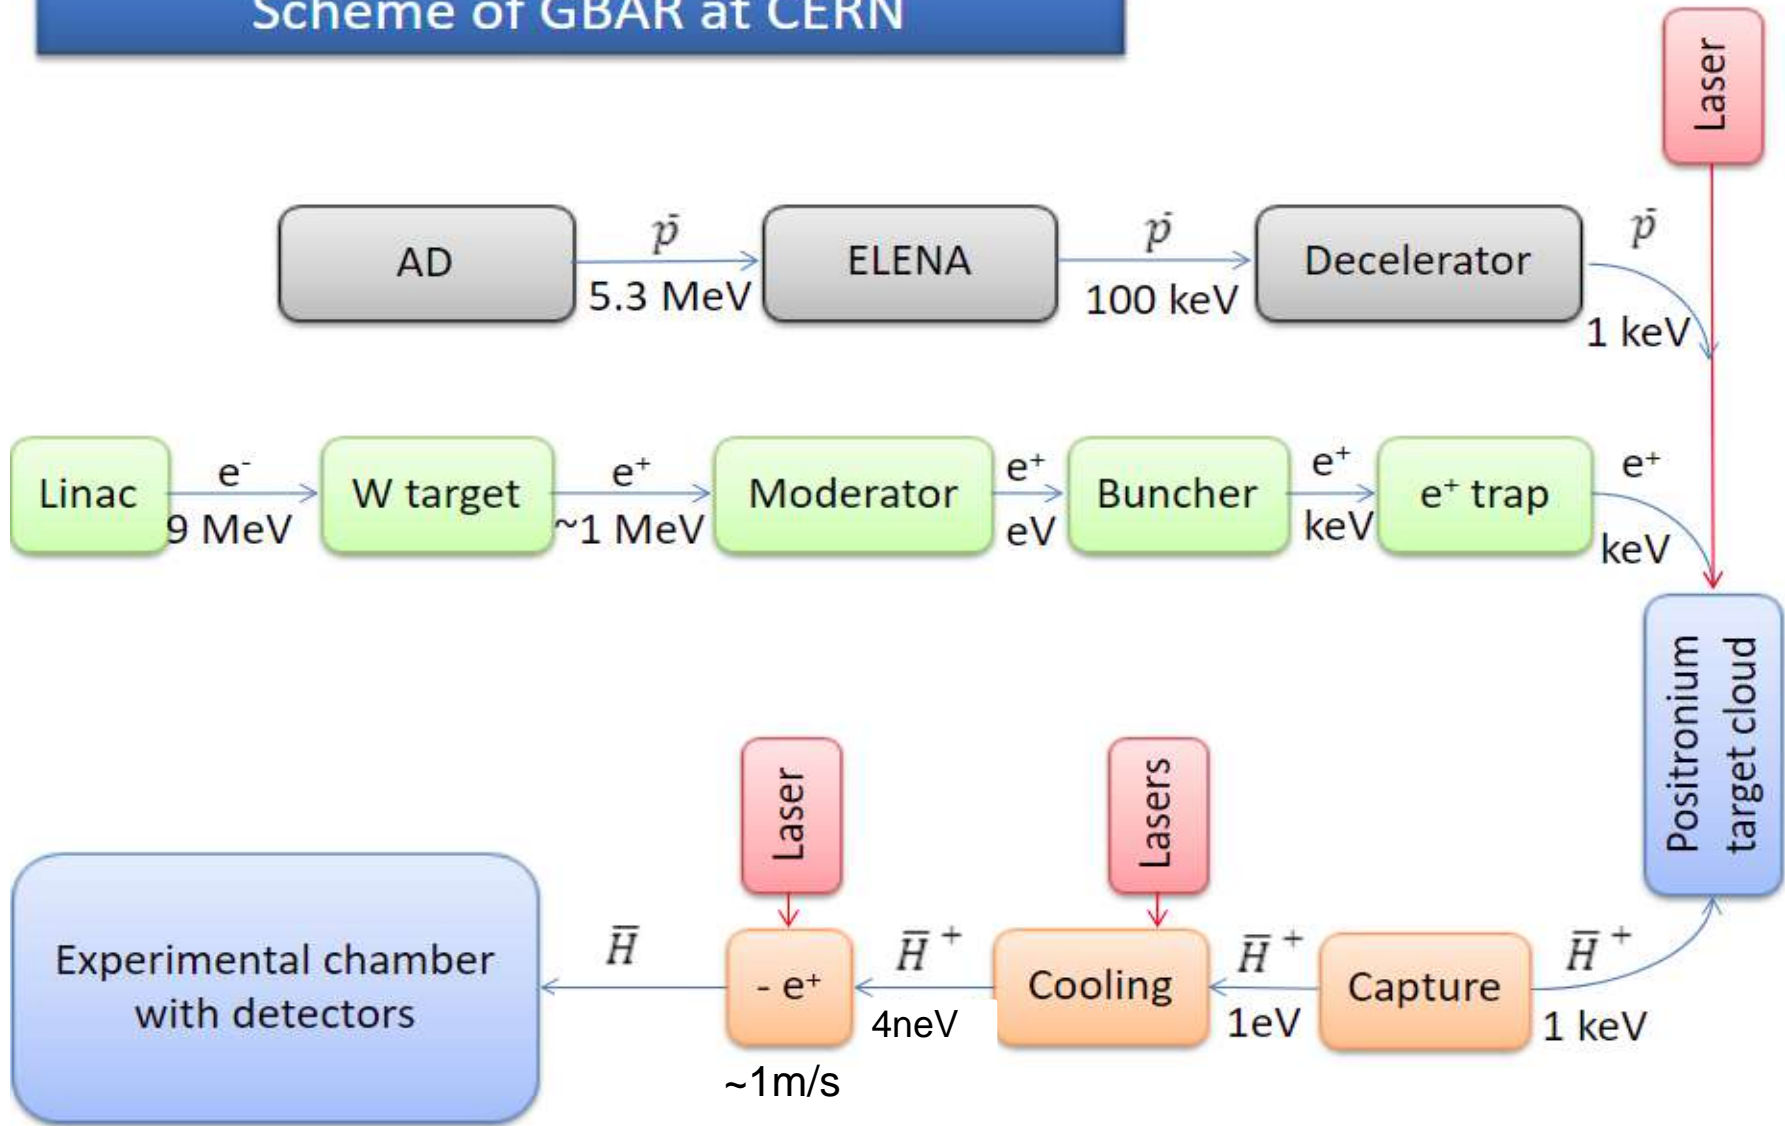 Scheme of GBAR at CERN
Laser
AD
p̄
5.3 MeV
ELENA
p̄
100 keV
Decelerator
p̄
1 keV
Linac
e⁻
9 MeV
W target
e⁺
~1 MeV
Moderator
e⁺
eV
Buncher
e⁺
keV
e⁺ trap
e⁺
keV
Positronium
target cloud
Laser
Lasers
Experimental chamber
with detectors
H̅
- e⁺
~1m/s
H̅ ⁺
4neV
Cooling
H̅ ⁺
1eV
Capture
H̅ ⁺
1 keV